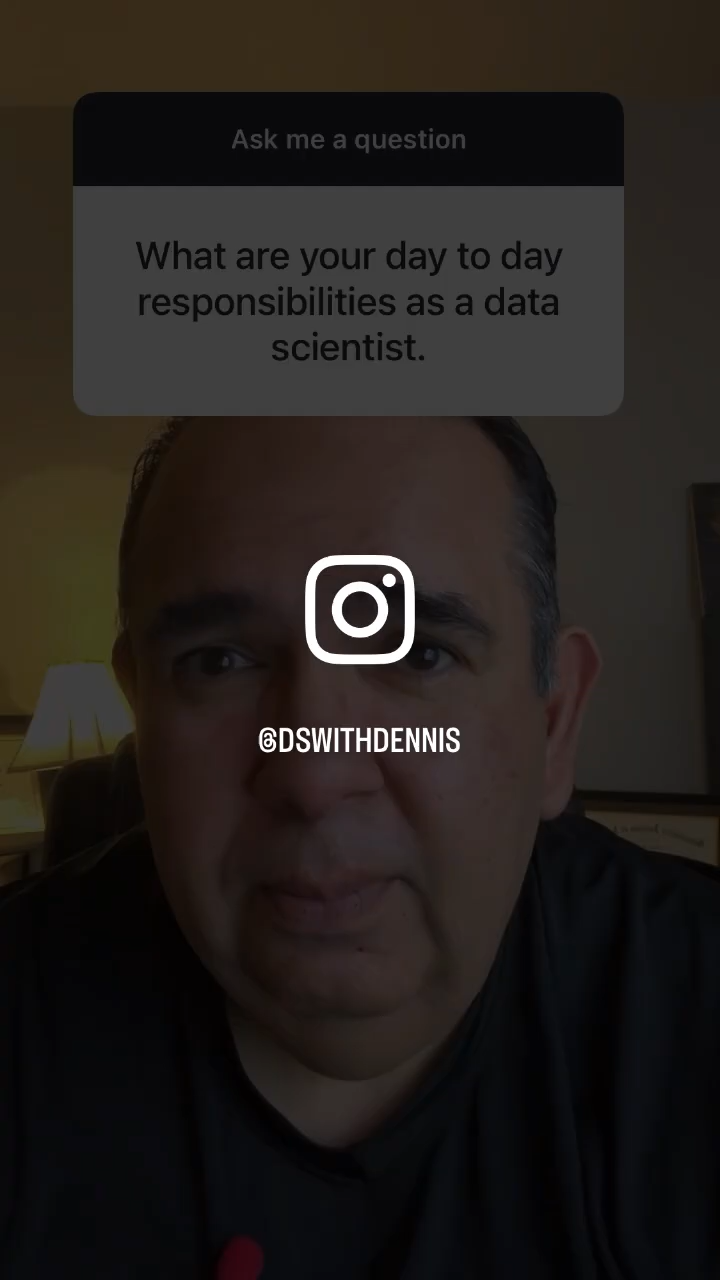 Ask me a question
What are your day to day
responsibilities as a data
scientist.
@DSWITHDENNIS